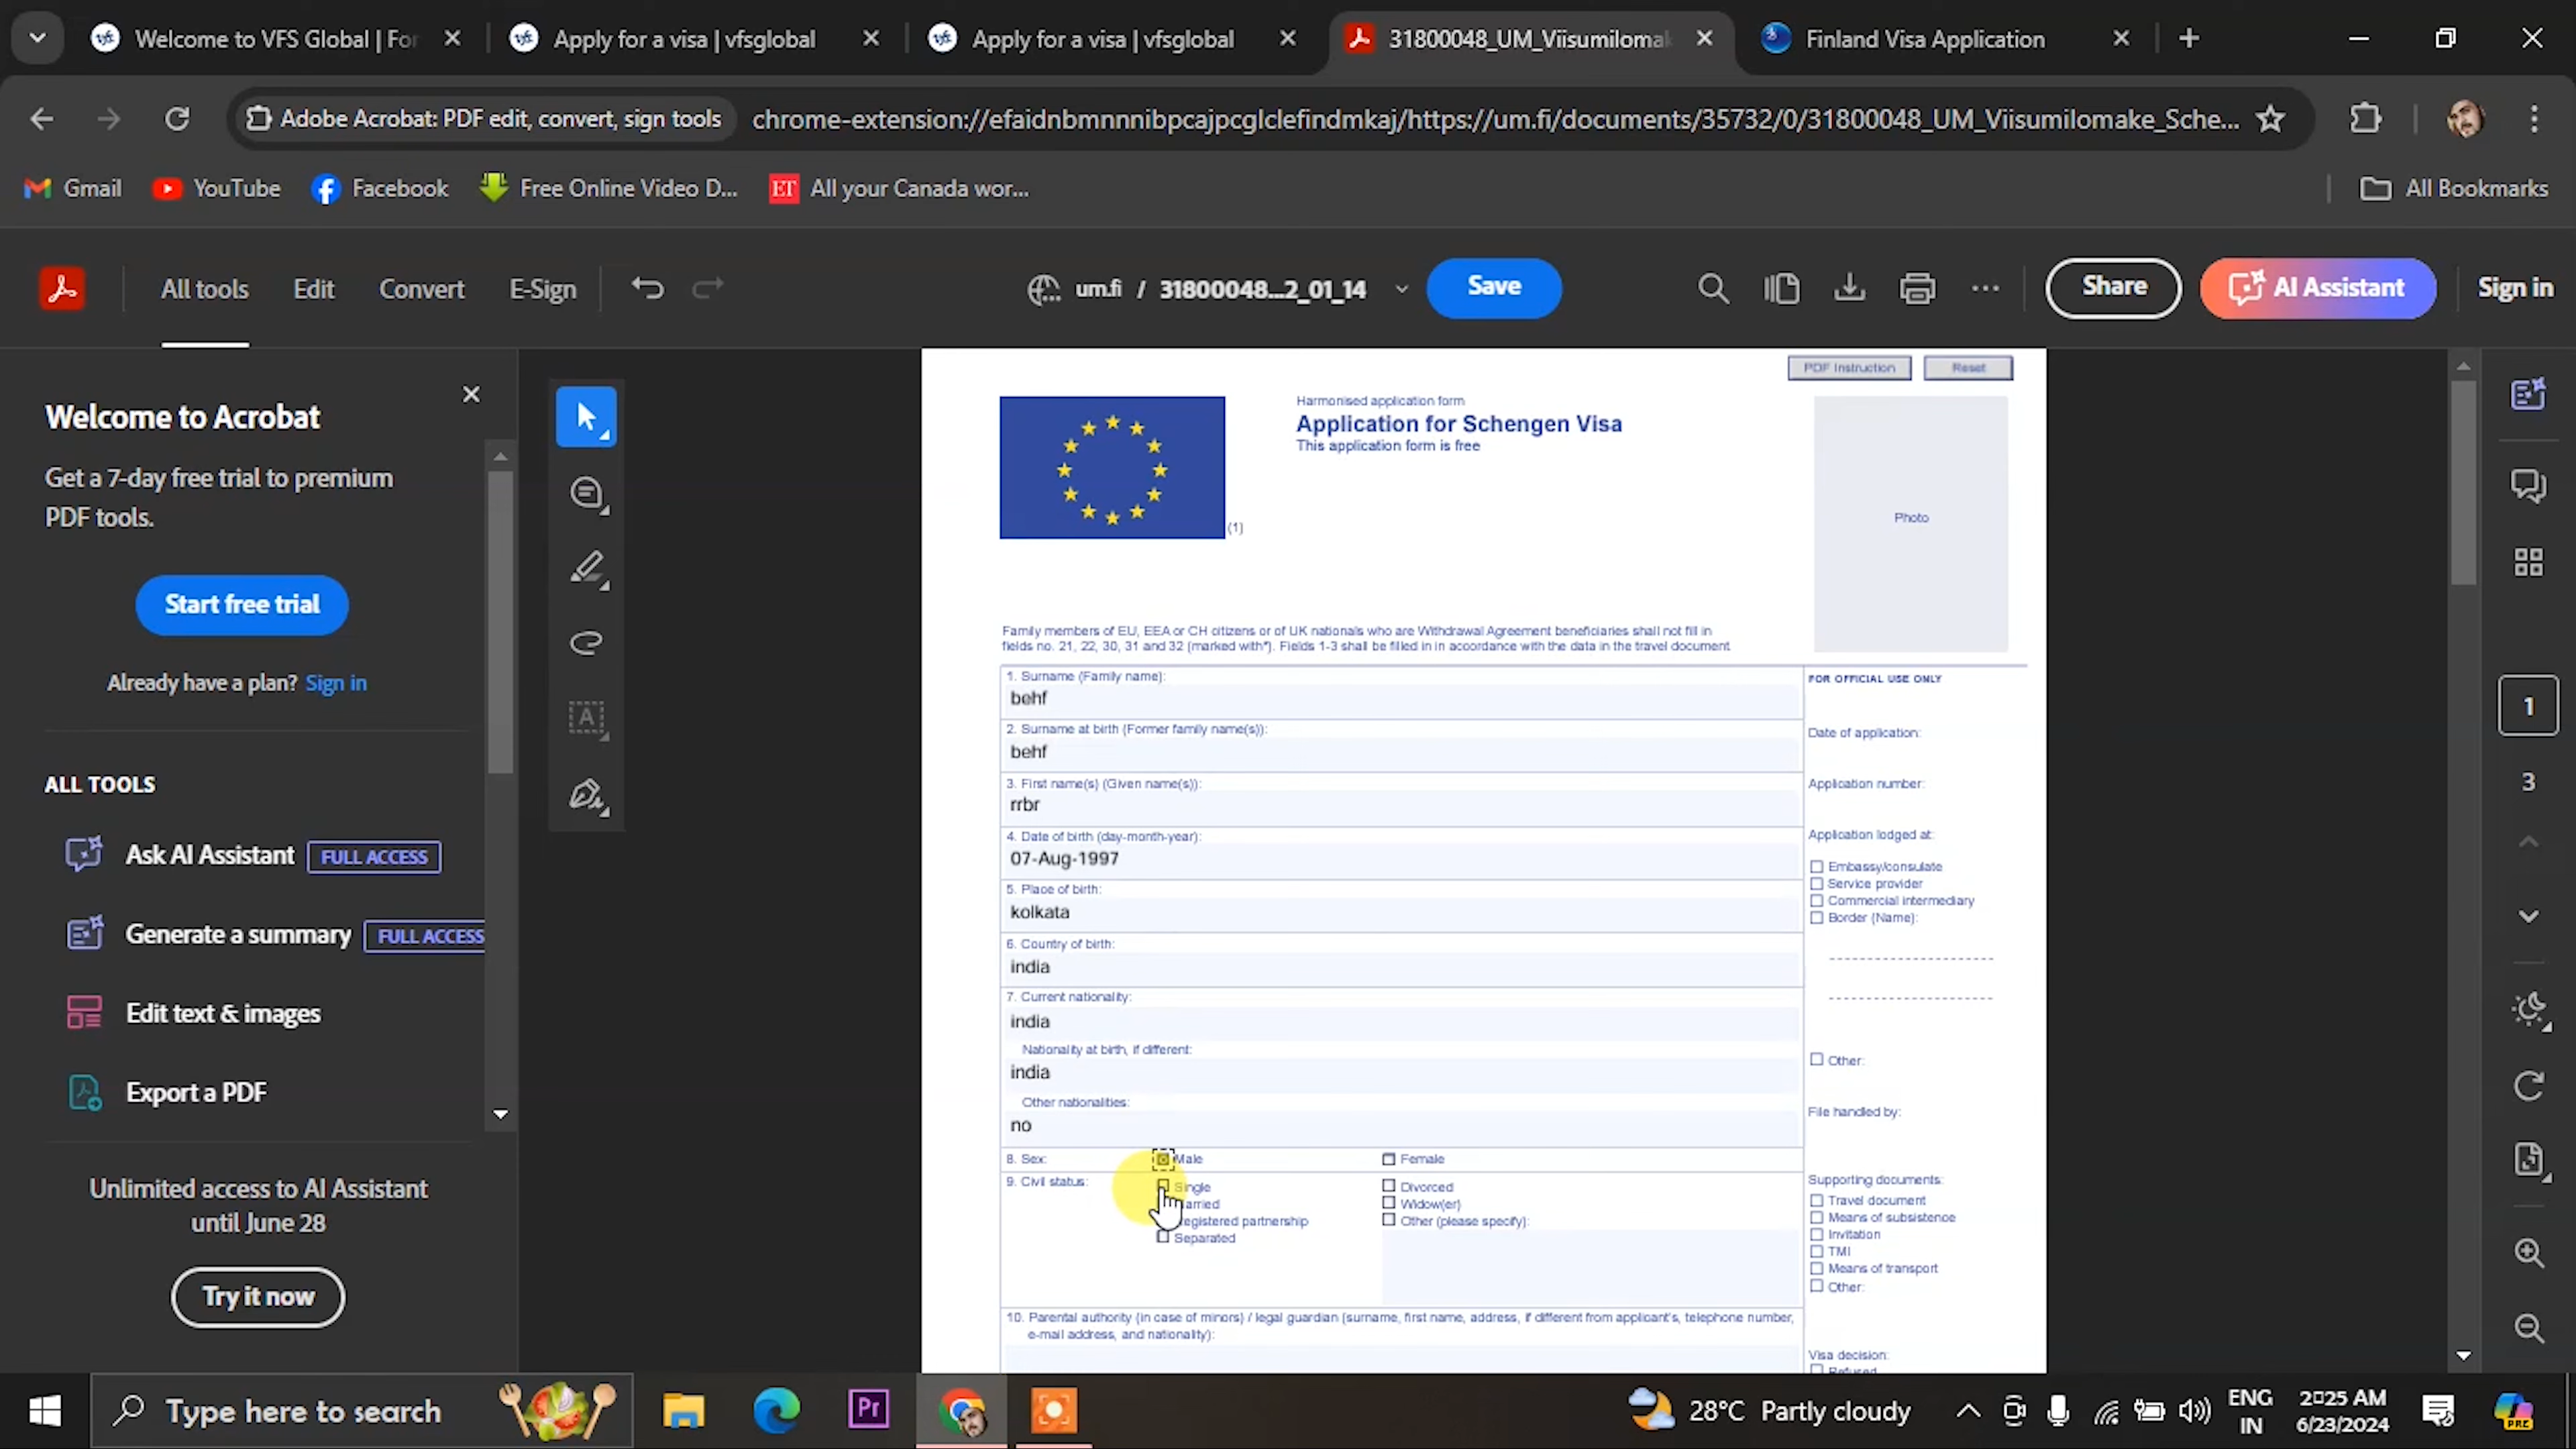 Welcome to VFS Global | For
Apply for a visa | vfsglobal
Apply for a visa | vfsglobal
31800048_UM_Viisumilomak
Finland Visa Application
Adobe Acrobat: PDF edit, convert, sign tools
chrome-extension://efaidnbmnnnibpcajpcglclefindmkaj/https://um.fi/documents/35732/0/31800048_UM_Viisumilomake_Sche...
Gmail
YouTube
Facebook
Free Online Video D...
ET
All your Canada wor...
All Bookmarks
All tools
Edit
Convert
E-Sign
um.fi / 31800048...2_01_14
Save
Share
AI Assistant
Sign in
Welcome to Acrobat
Get a 7-day free trial to premium
PDF tools.
Start free trial
Already have a plan? Sign in
ALL TOOLS
Ask AI Assistant FULL ACCESS
Generate a summary FULL ACCESS
Edit text & images
Export a PDF
Unlimited access to AI Assistant
until June 28
Try it now
PDF Instruction
Reset
Harmonised application form
Application for Schengen Visa
This application form is free
(1)
Photo
Family members of EU, EEA or CH citizens or of UK nationals who are Withdrawal Agreement beneficiaries shall not fill in
fields no. 21, 22, 30, 31 and 32 (marked with*). Fields 1-3 shall be filled in in accordance with the data in the travel document
1. Surname (Family name):
behf
2. Surname at birth (Former family name(s)):
behf
3. First name(s) (Given name(s)):
rrbr
4. Date of birth (day-month-year):
07-Aug-1997
5. Place of birth:
kolkata
6. Country of birth:
india
7. Current nationality:
india
Nationality at birth, if different:
india
Other nationalities:
no
8. Sex:
Male
Female
9. Civil status:
Single
arried
egistered partnership
Separated
Divorced
Widow(er)
Other (please specify):
10. Parental authority (in case of minors) / legal guardian (surname, first name, address, if different from applicant's, telephone number,
e-mail address, and nationality):
FOR OFFICIAL USE ONLY
Date of application:
Application number:
Application lodged at:
Embassy/consulate
Service provider
Commercial intermediary
Border (Name):
Other:
File handled by:
Supporting documents:
Travel document
Means of subsistence
Invitation
TMI
Means of transport
Other:
Visa decision:
Refused
1
3
Type here to search
Pr
28°C Partly cloudy
ENG
IN
2:25 AM
6/23/2024
PRE